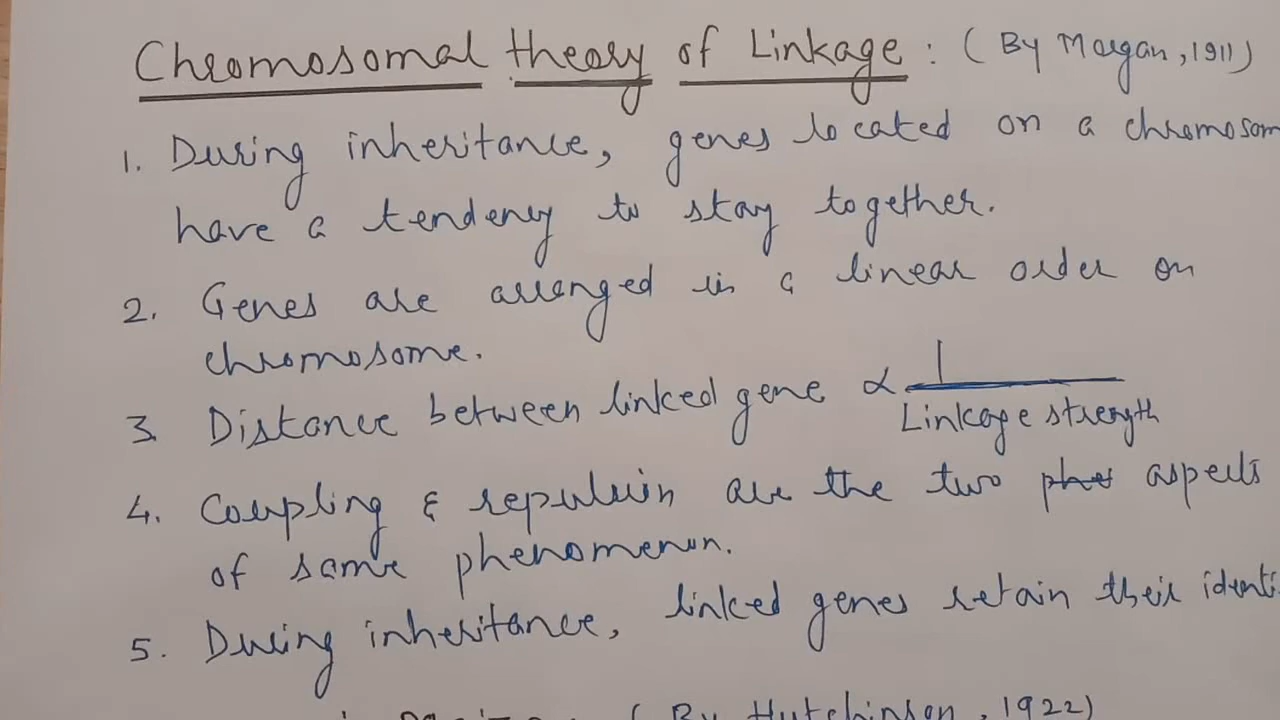 Chromosomal theory of Linkage : ( By Morgan, 1911)
1. During inheritance, genes located on a chromosom
have a tendency to stay together.
2. Genes are arranged in a linear order on
chromosome.
3. Distance between linked gene ∝ 1
Linkage strength
4. Coupling & repulsion are the two aspects
of same phenomenon.
5. During inheritance, linked genes retain their identi
( By Hutchinson, 1922)